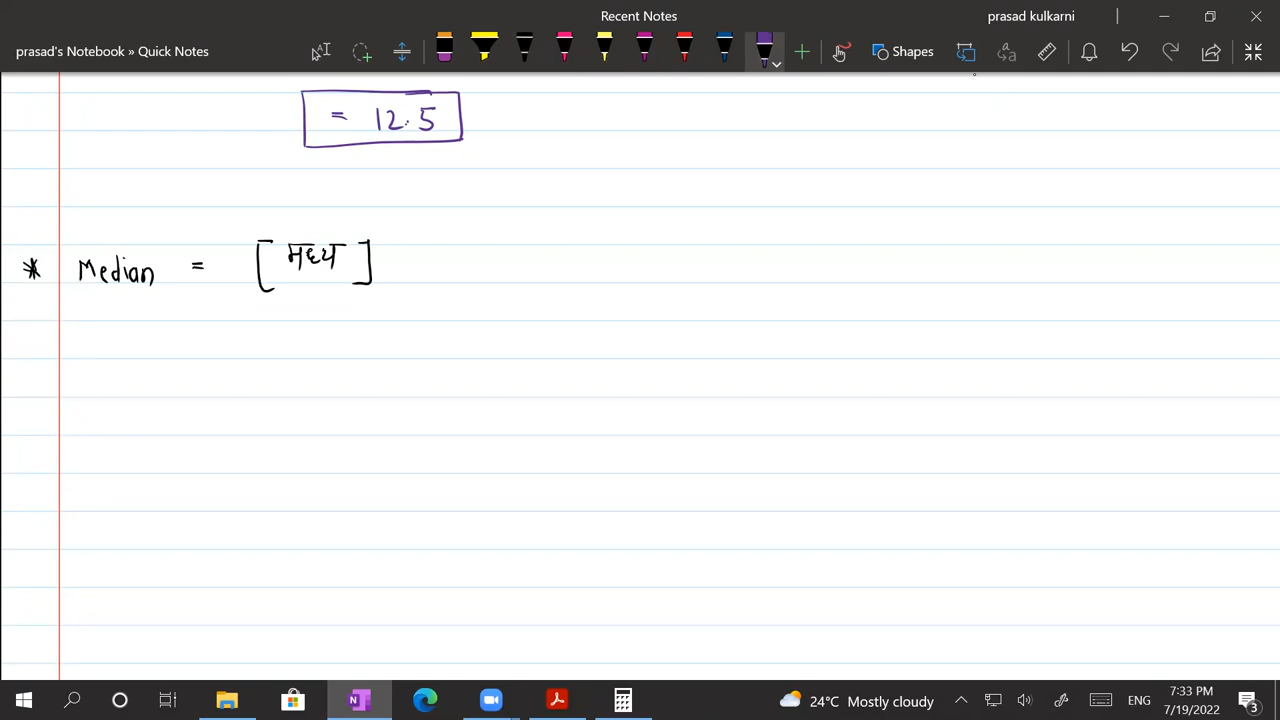 Recent Notes
prasad kulkarni
prasad's Notebook » Quick Notes
Shapes
= 12.5
* Median = [मध्य]
24°C Mostly cloudy
ENG
7:33 PM
7/19/2022
3